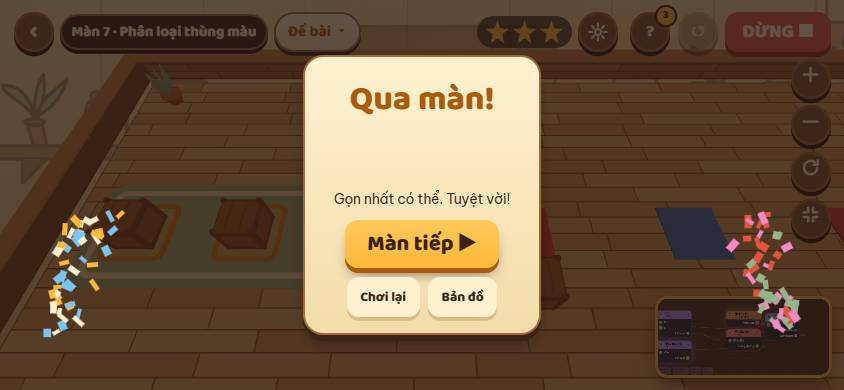 Màn 7 · Phân loại thùng màu
Đề bài
3
?
DỪNG
Qua màn!
Gọn nhất có thể. Tuyệt vời!
Màn tiếp ▶
Chơi lại
Bản đồ